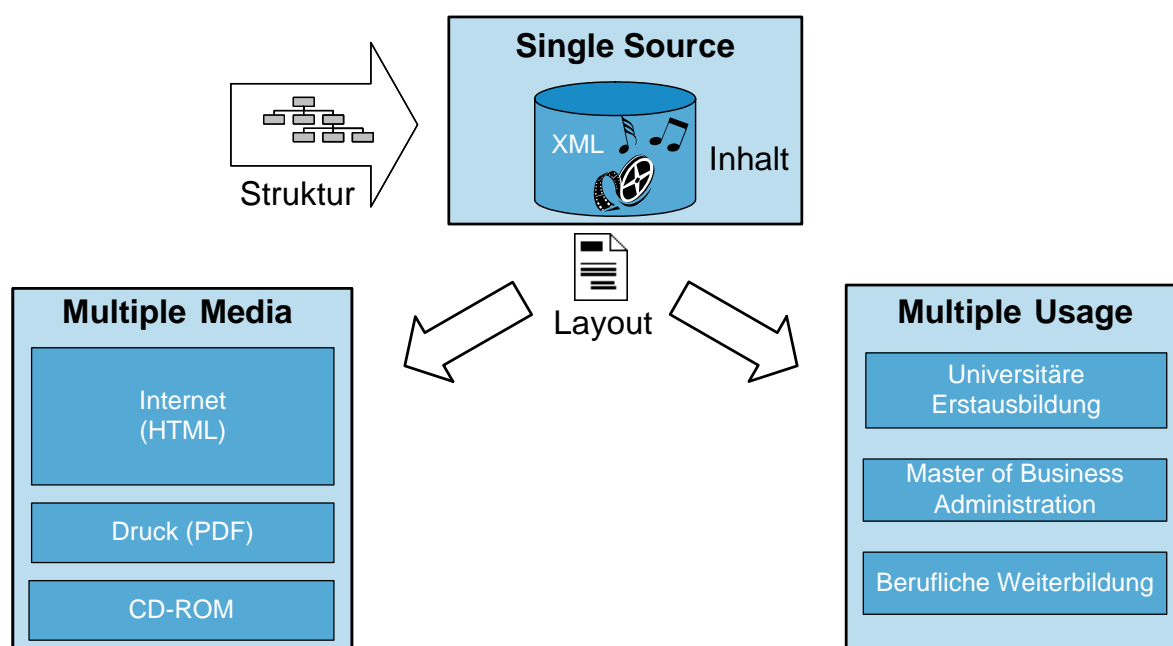 Single Source
XML
Inhalt
Struktur
Layout
Multiple Media
Internet
(HTML)
Druck (PDF)
CD-ROM
Multiple Usage
Universitäre
Erstausbildung
Master of Business
Administration
Berufliche Weiterbildung